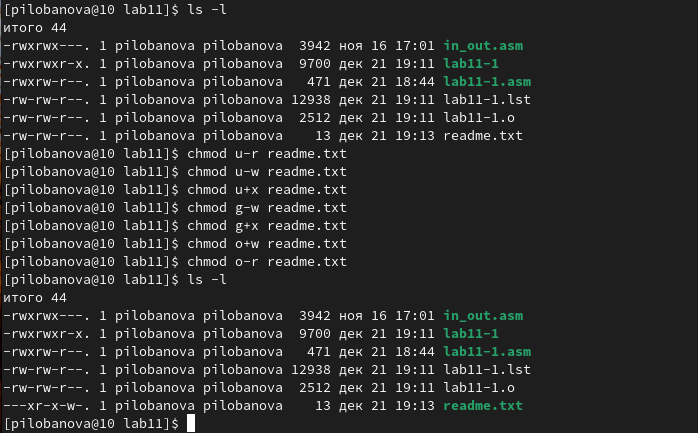 [pilobanova@10 lab11]$ ls -l
итого 44
-rwxrwx---. 1 pilobanova pilobanova  3942 ноя 16 17:01 in_out.asm
-rwxrwxr-x. 1 pilobanova pilobanova  9700 дек 21 19:11 lab11-1
-rwxrw-r--. 1 pilobanova pilobanova   471 дек 21 18:44 lab11-1.asm
-rw-rw-r--. 1 pilobanova pilobanova 12938 дек 21 19:11 lab11-1.lst
-rw-rw-r--. 1 pilobanova pilobanova  2512 дек 21 19:11 lab11-1.o
-rw-rw-r--. 1 pilobanova pilobanova    13 дек 21 19:13 readme.txt
[pilobanova@10 lab11]$ chmod u-r readme.txt
[pilobanova@10 lab11]$ chmod u-w readme.txt
[pilobanova@10 lab11]$ chmod u+x readme.txt
[pilobanova@10 lab11]$ chmod g-w readme.txt
[pilobanova@10 lab11]$ chmod g+x readme.txt
[pilobanova@10 lab11]$ chmod o+w readme.txt
[pilobanova@10 lab11]$ chmod o-r readme.txt
[pilobanova@10 lab11]$ ls -l
итого 44
-rwxrwx---. 1 pilobanova pilobanova  3942 ноя 16 17:01 in_out.asm
-rwxrwxr-x. 1 pilobanova pilobanova  9700 дек 21 19:11 lab11-1
-rwxrw-r--. 1 pilobanova pilobanova   471 дек 21 18:44 lab11-1.asm
-rw-rw-r--. 1 pilobanova pilobanova 12938 дек 21 19:11 lab11-1.lst
-rw-rw-r--. 1 pilobanova pilobanova  2512 дек 21 19:11 lab11-1.o
---xr-x-w-. 1 pilobanova pilobanova    13 дек 21 19:13 readme.txt
[pilobanova@10 lab11]$